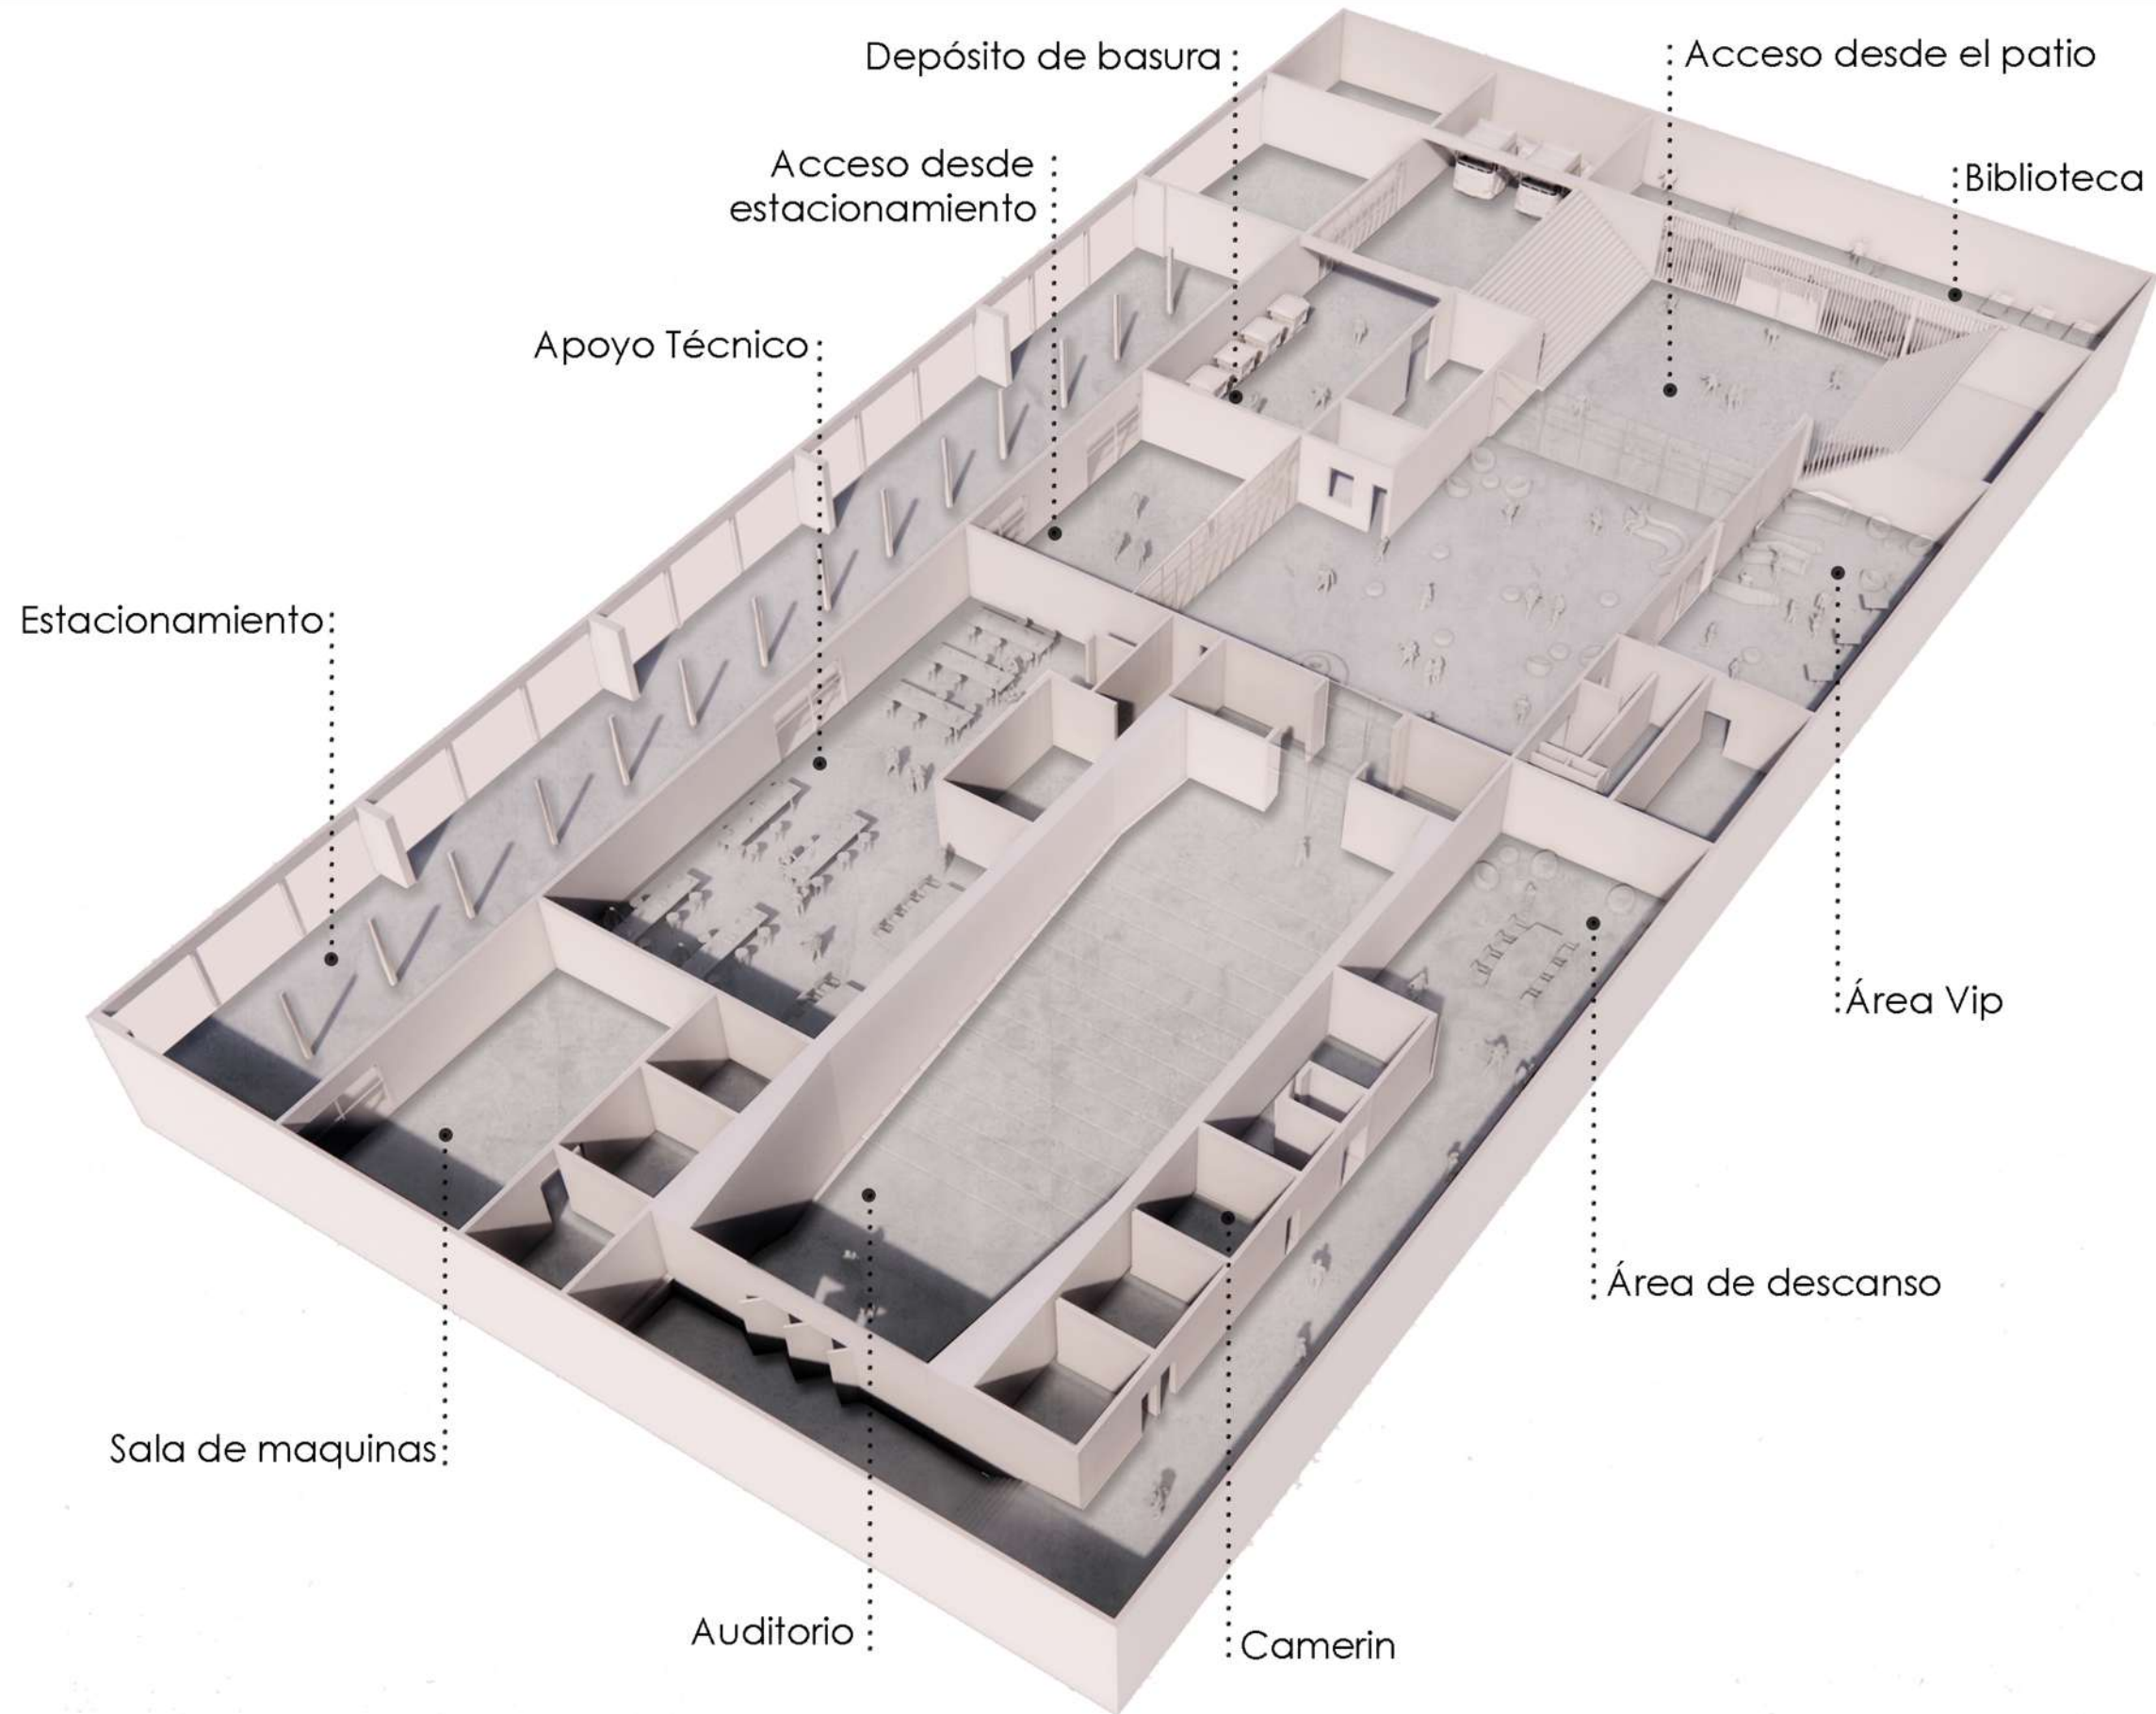 Depósito de basura
Acceso desde el patio
Acceso desde
estacionamiento
Biblioteca
Apoyo Técnico
Estacionamiento
Área Vip
Área de descanso
Sala de maquinas
Auditorio
Camerin